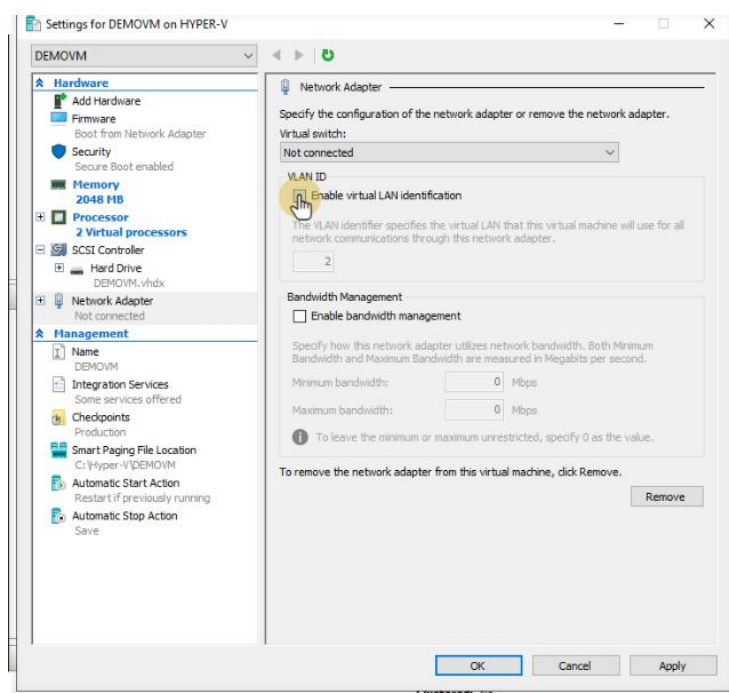 Settings for DEMOVM on HYPER-V
DEMOVM
Hardware
Add Hardware
Firmware
Boot from Network Adapter
Security
Secure Boot enabled
Memory
2048 MB
Processor
2 Virtual processors
SCSI Controller
Hard Drive
DEMOVM.vhdx
Network Adapter
Not connected
Management
Name
DEMOVM
Integration Services
Some services offered
Checkpoints
Production
Smart Paging File Location
C:\Hyper-V\DEMOVM
Automatic Start Action
Restart if previously running
Automatic Stop Action
Save
Network Adapter
Specify the configuration of the network adapter or remove the network adapter.
Virtual switch:
Not connected
VLAN ID
Enable virtual LAN identification
The VLAN identifier specifies the virtual LAN that this virtual machine will use for all
network communications through this network adapter.
2
Bandwidth Management
Enable bandwidth management
Specify how this network adapter utilizes network bandwidth. Both Minimum
Bandwidth and Maximum Bandwidth are measured in Megabits per second.
Minimum bandwidth: 0 Mbps
Maximum bandwidth: 0 Mbps
To leave the minimum or maximum unrestricted, specify 0 as the value.
To remove the network adapter from this virtual machine, click Remove.
Remove
OK Cancel Apply